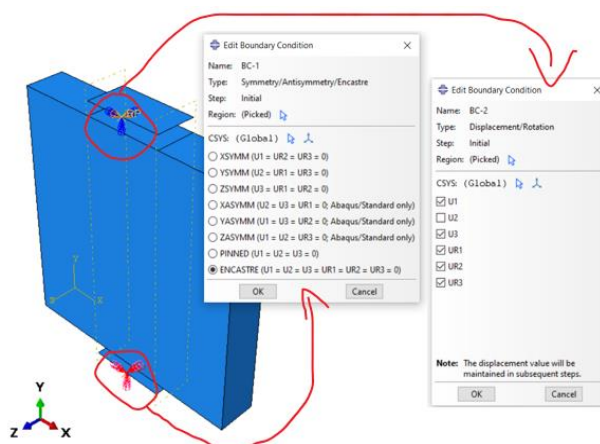 Edit Boundary Condition
Name: BC-1
Type: Symmetry/Antisymmetry/Encastre
Step: Initial
Region: (Picked)
CSYS: (Global)
XSYMM (U1 = UR2 = UR3 = 0)
YSYMM (U2 = UR1 = UR3 = 0)
ZSYMM (U3 = UR1 = UR2 = 0)
XASYMM (U2 = U3 = UR1 = 0; Abaqus/Standard only)
YASYMM (U1 = U3 = UR2 = 0; Abaqus/Standard only)
ZASYMM (U1 = U2 = UR3 = 0; Abaqus/Standard only)
PINNED (U1 = U2 = U3 = 0)
ENCASTRE (U1 = U2 = U3 = UR1 = UR2 = UR3 = 0)
OK Cancel
Edit Boundary Condition
Name: BC-2
Type: Displacement/Rotation
Step: Initial
Region: (Picked)
CSYS: (Global)
U1
U2
U3
UR1
UR2
UR3
Note: The displacement value will be
maintained in subsequent steps.
OK Cancel
RP
Y
Z X
Y
Z X